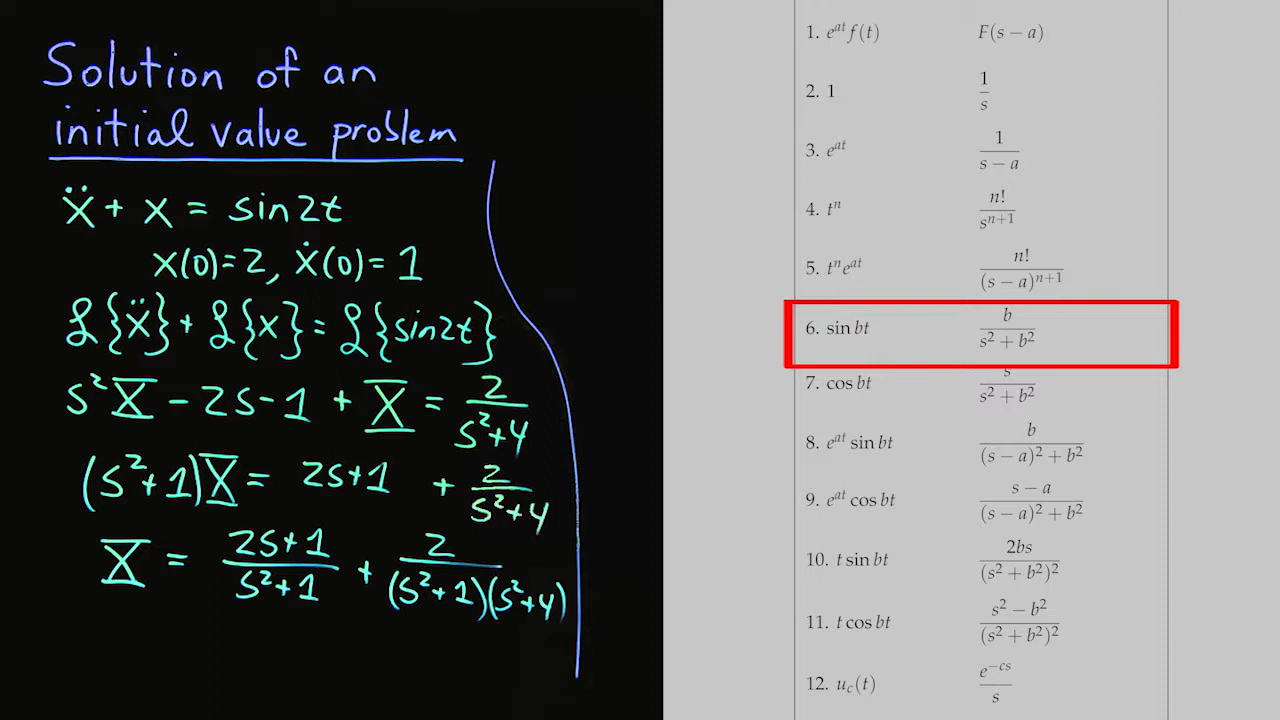 Solution of an
initial value problem
ẍ + x = sin2t
x(0)=2, ẋ(0)=1
ℒ{ẍ} + ℒ{x} = ℒ{sin2t}
s²X - 2s - 1 + X = 2/(s²+4)
(s²+1)X = 2s+1 + 2/(s²+4)
X = (2s+1)/(s²+1) + 2/((s²+1)(s²+4))
1. e^{at} f(t) F(s − a)
2. 1 1/s
3. e^{at} 1/(s − a)
4. t^n n!/s^{n+1}
5. t^n e^{at} n!/(s − a)^{n+1}
6. sin bt b/(s² + b²)
7. cos bt s/(s² + b²)
8. e^{at} sin bt b/((s − a)² + b²)
9. e^{at} cos bt (s − a)/((s − a)² + b²)
10. t sin bt 2bs/(s² + b²)²
11. t cos bt (s² − b²)/(s² + b²)²
12. u_c(t) e^{−cs}/s